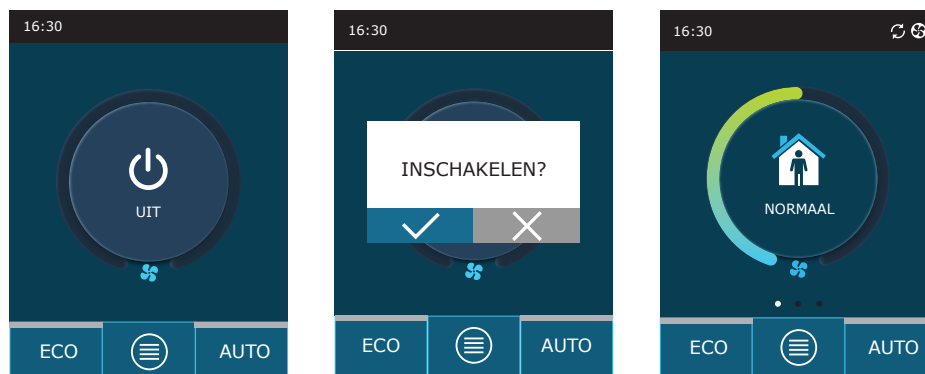 16:30
UIT
ECO
AUTO
16:30
INSCHAKELEN?
ECO
AUTO
16:30
NORMAAL
ECO
AUTO